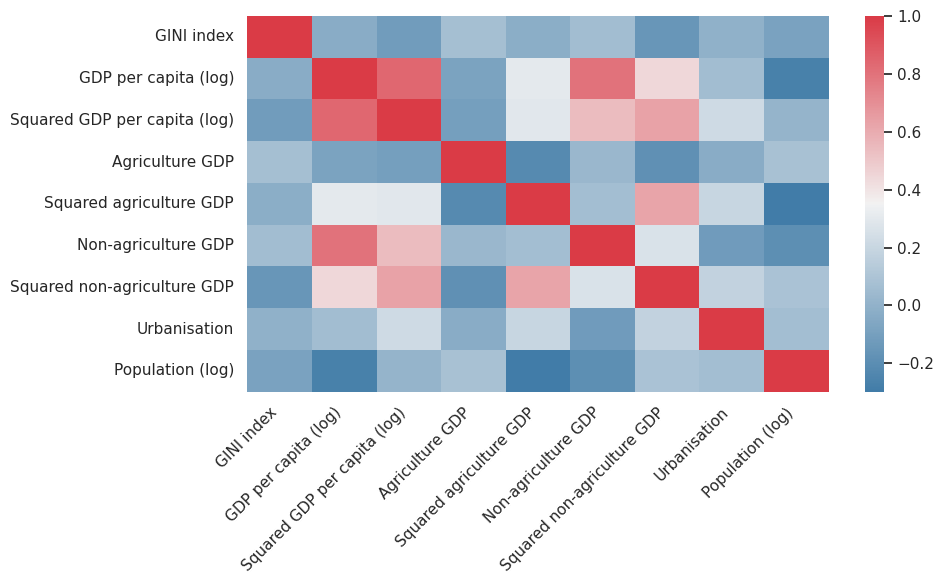 GINI index
GDP per capita (log)
Squared GDP per capita (log)
Agriculture GDP
Squared agriculture GDP
Non-agriculture GDP
Squared non-agriculture GDP
Urbanisation
Population (log)
GINI index
GDP per capita (log)
Squared GDP per capita (log)
Agriculture GDP
Squared agriculture GDP
Non-agriculture GDP
Squared non-agriculture GDP
Urbanisation
Population (log)
1.0
0.8
0.6
0.4
0.2
0.0
−0.2